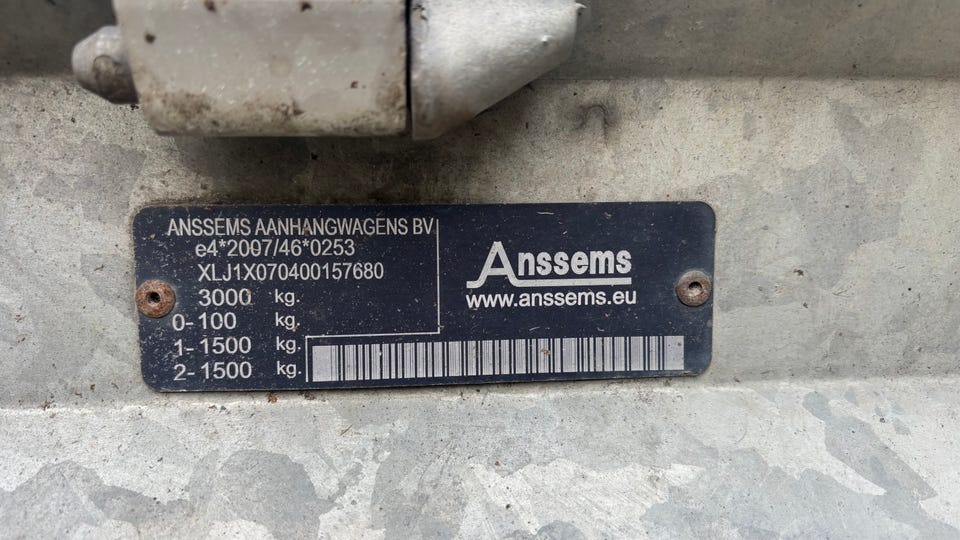 ANSSEMS AANHANGWAGENS BV
e4*2007/46*0253
XLJ1X070400157680
3000 kg.
0-100 kg.
1-1500 kg.
2-1500 kg.
Anssems
www.anssems.eu